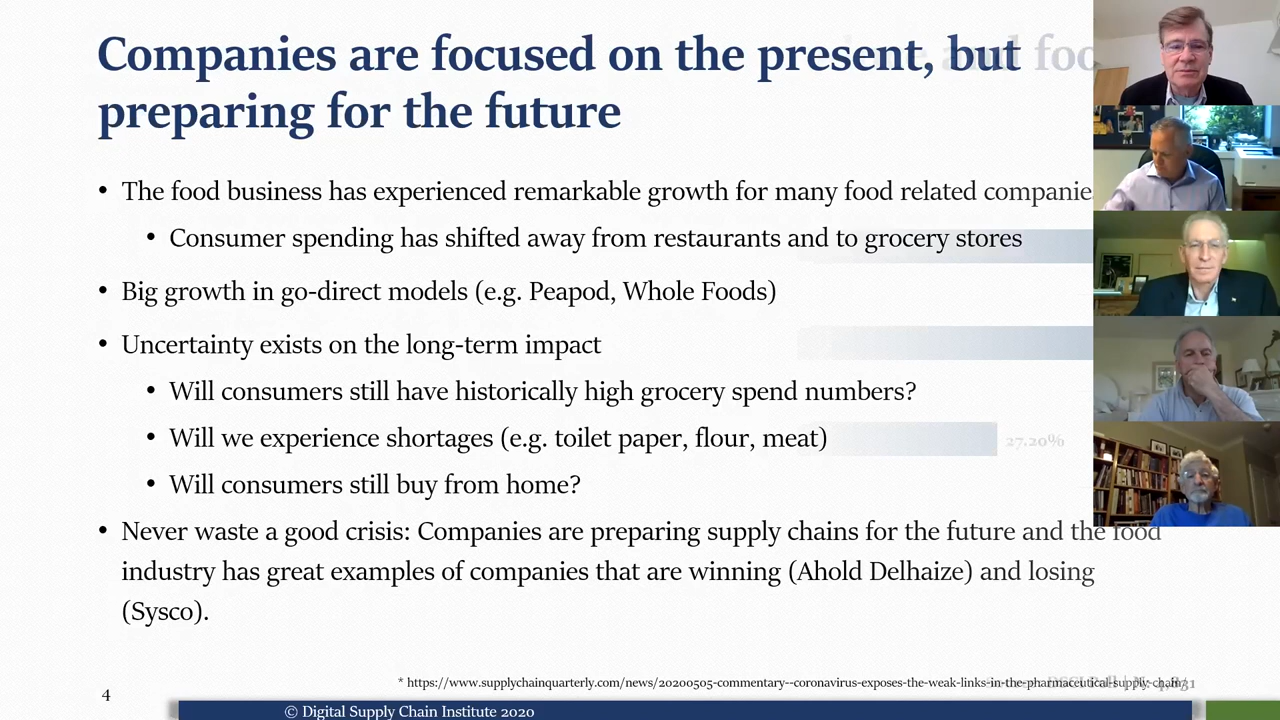 Companies are focused on the present, but
preparing for the future
• The food business has experienced remarkable growth for many food related companie
• Consumer spending has shifted away from restaurants and to grocery stores
• Big growth in go-direct models (e.g. Peapod, Whole Foods)
• Uncertainty exists on the long-term impact
• Will consumers still have historically high grocery spend numbers?
• Will we experience shortages (e.g. toilet paper, flour, meat)
27.20%
• Will consumers still buy from home?
• Never waste a good crisis: Companies are preparing supply chains for the future and the food
industry has great examples of companies that are winning (Ahold Delhaize) and losing
(Sysco).
* https://www.supplychainquarterly.com/news/20200505-commentary--coronavirus-exposes-the-weak-links-in-the-pharmaceutical-supply-chain/
4
© Digital Supply Chain Institute 2020